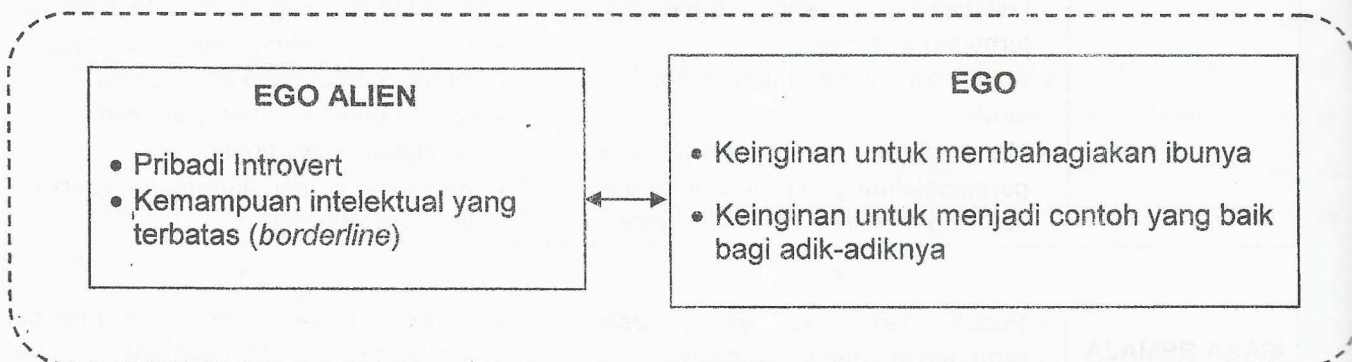 EGO ALIEN
• Pribadi Introvert
• Kemampuan intelektual yang
terbatas (borderline)
EGO
• Keinginan untuk membahagiakan ibunya
• Keinginan untuk menjadi contoh yang baik
bagi adik-adiknya